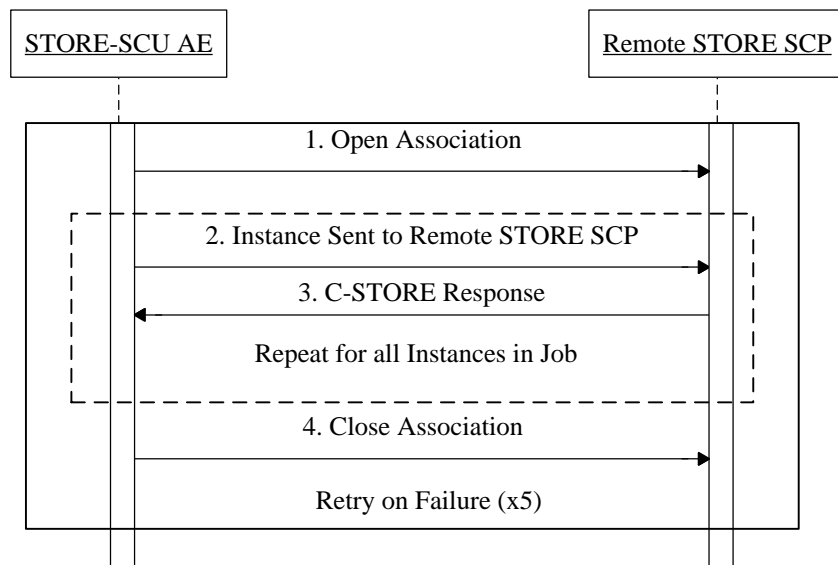 STORE-SCU AE
Remote STORE SCP
1. Open Association
2. Instance Sent to Remote STORE SCP
3. C-STORE Response
Repeat for all Instances in Job
4. Close Association
Retry on Failure (x5)